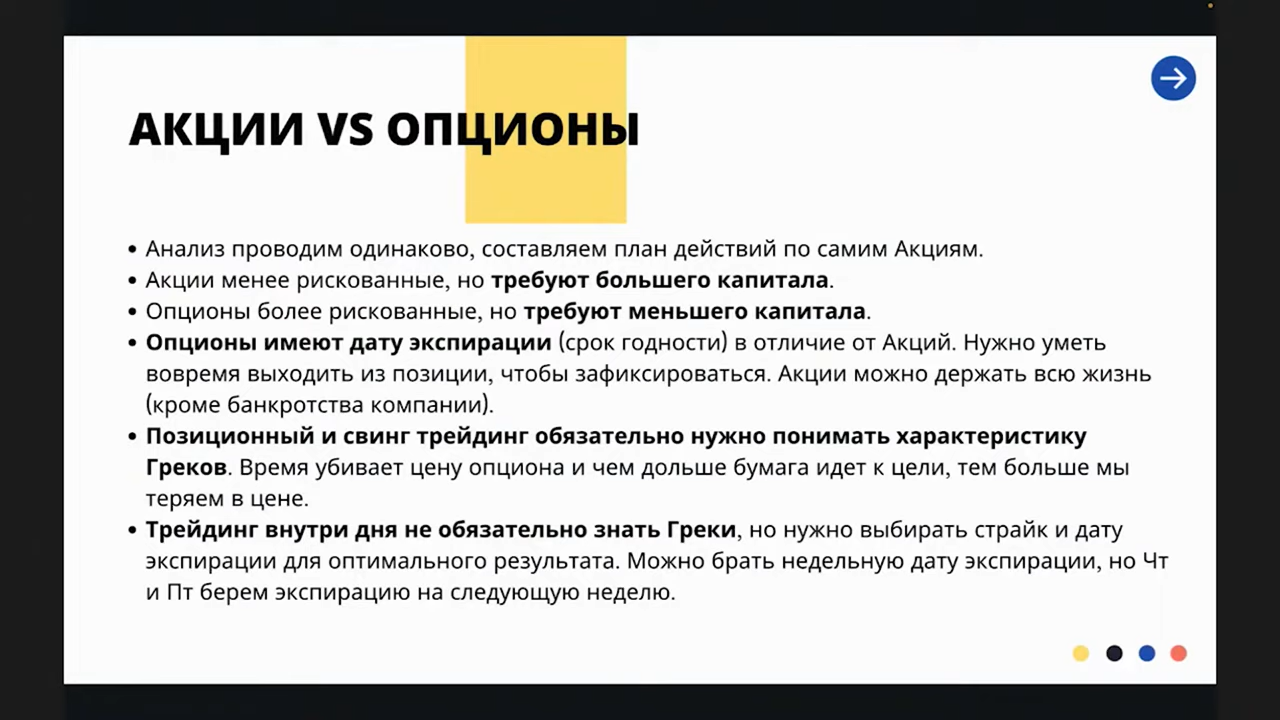 АКЦИИ VS ОПЦИОНЫ
• Анализ проводим одинаково, составляем план действий по самим Акциям.
• Акции менее рискованные, но требуют большего капитала.
• Опционы более рискованные, но требуют меньшего капитала.
• Опционы имеют дату экспирации (срок годности) в отличие от Акций. Нужно уметь
вовремя выходить из позиции, чтобы зафиксироваться. Акции можно держать всю жизнь
(кроме банкротства компании).
• Позиционный и свинг трейдинг обязательно нужно понимать характеристику
Греков. Время убивает цену опциона и чем дольше бумага идет к цели, тем больше мы
теряем в цене.
• Трейдинг внутри дня не обязательно знать Греки, но нужно выбирать страйк и дату
экспирации для оптимального результата. Можно брать недельную дату экспирации, но Чт
и Пт берем экспирацию на следующую неделю.